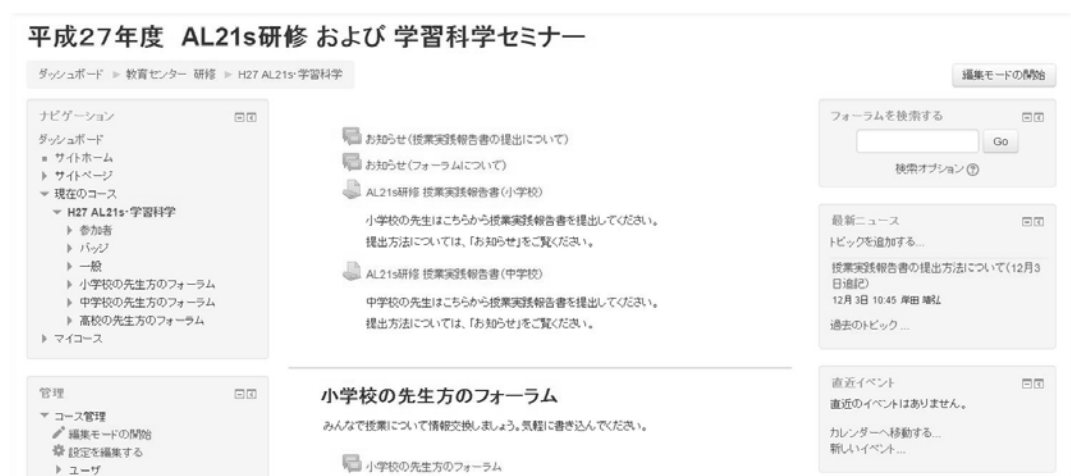 平成27年度 AL21s研修 および 学習科学セミナー
ダッシュボード ▶ 教育センター 研修 ▶ H27 AL21s・学習科学
編集モードの開始
ナビゲーション
ダッシュボード
サイトホーム
サイトページ
現在のコース
H27 AL21s・学習科学
参加者
バッジ
一般
小学校の先生方のフォーラム
中学校の先生方のフォーラム
高校の先生方のフォーラム
マイコース
管理
コース管理
編集モードの開始
設定を編集する
ユーザ
お知らせ(授業実践報告書の提出について)
お知らせ(フォーラムについて)
AL21s研修 授業実践報告書(小学校)
小学校の先生はこちらから授業実践報告書を提出してください。
提出方法については、「お知らせ」をご覧ください。
AL21s研修 授業実践報告書(中学校)
中学校の先生はこちらから授業実践報告書を提出してください。
提出方法については、「お知らせ」をご覧ください。
小学校の先生方のフォーラム
みんなで授業について情報交換しましょう。気軽に書き込んでください。
小学校の先生方のフォーラム
フォーラムを検索する
Go
検索オプション
最新ニュース
トピックを追加する...
授業実践報告書の提出方法について(12月3
日追記)
12月 3日 10:45 岸田
過去のトピック ...
直近イベント
直近のイベントはありません。
カレンダーへ移動する...
新しいイベント...